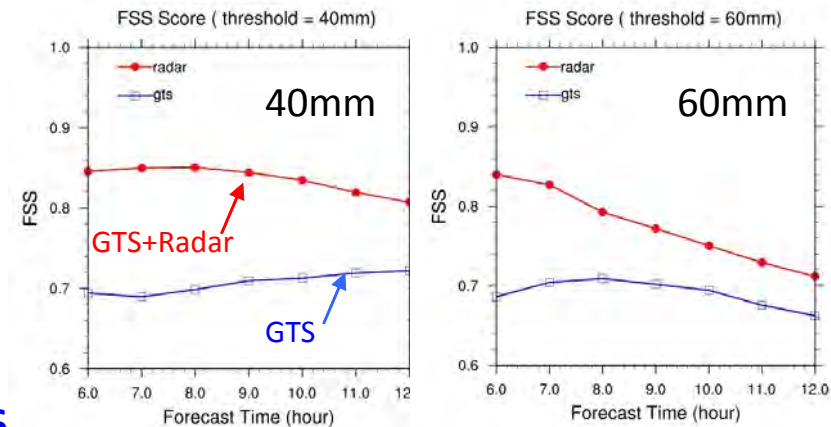 FSS Score ( threshold = 40mm)
1.0
0.9
0.8
0.7
0.6
FSS
radar
gts
40mm
GTS+Radar
GTS
6.0 7.0 8.0 9.0 10.0 11.0 12
Forecast Time (hour)
FSS Score ( threshold = 60mm)
1.0
0.9
0.8
0.7
0.6
FSS
radar
gts
60mm
6.0 7.0 8.0 9.0 10.0 11.0 12.0
Forecast Time (hour)
s